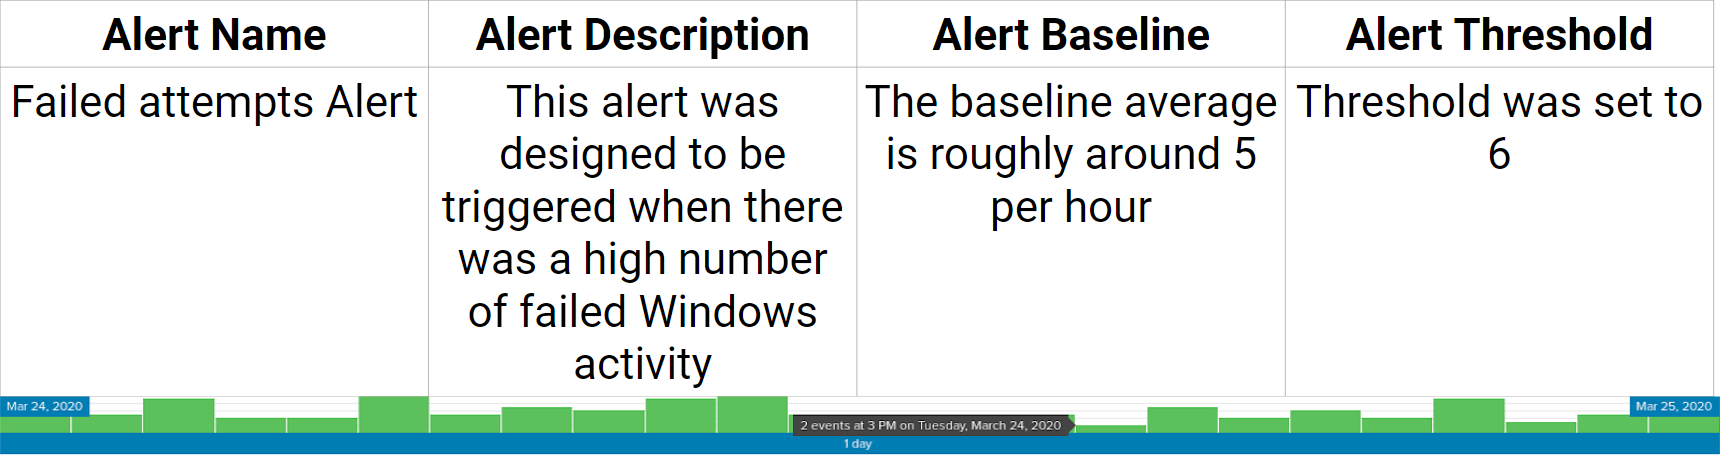 Alert Name
Alert Description
Alert Baseline
Alert Threshold
Failed attempts Alert
This alert was
designed to be
triggered when there
was a high number
of failed Windows
activity
The baseline average
is roughly around 5
per hour
Threshold was set to
6
Mar 24, 2020
2 events at 3 PM on Tuesday, March 24, 2020
Mar 25, 2020
1 day